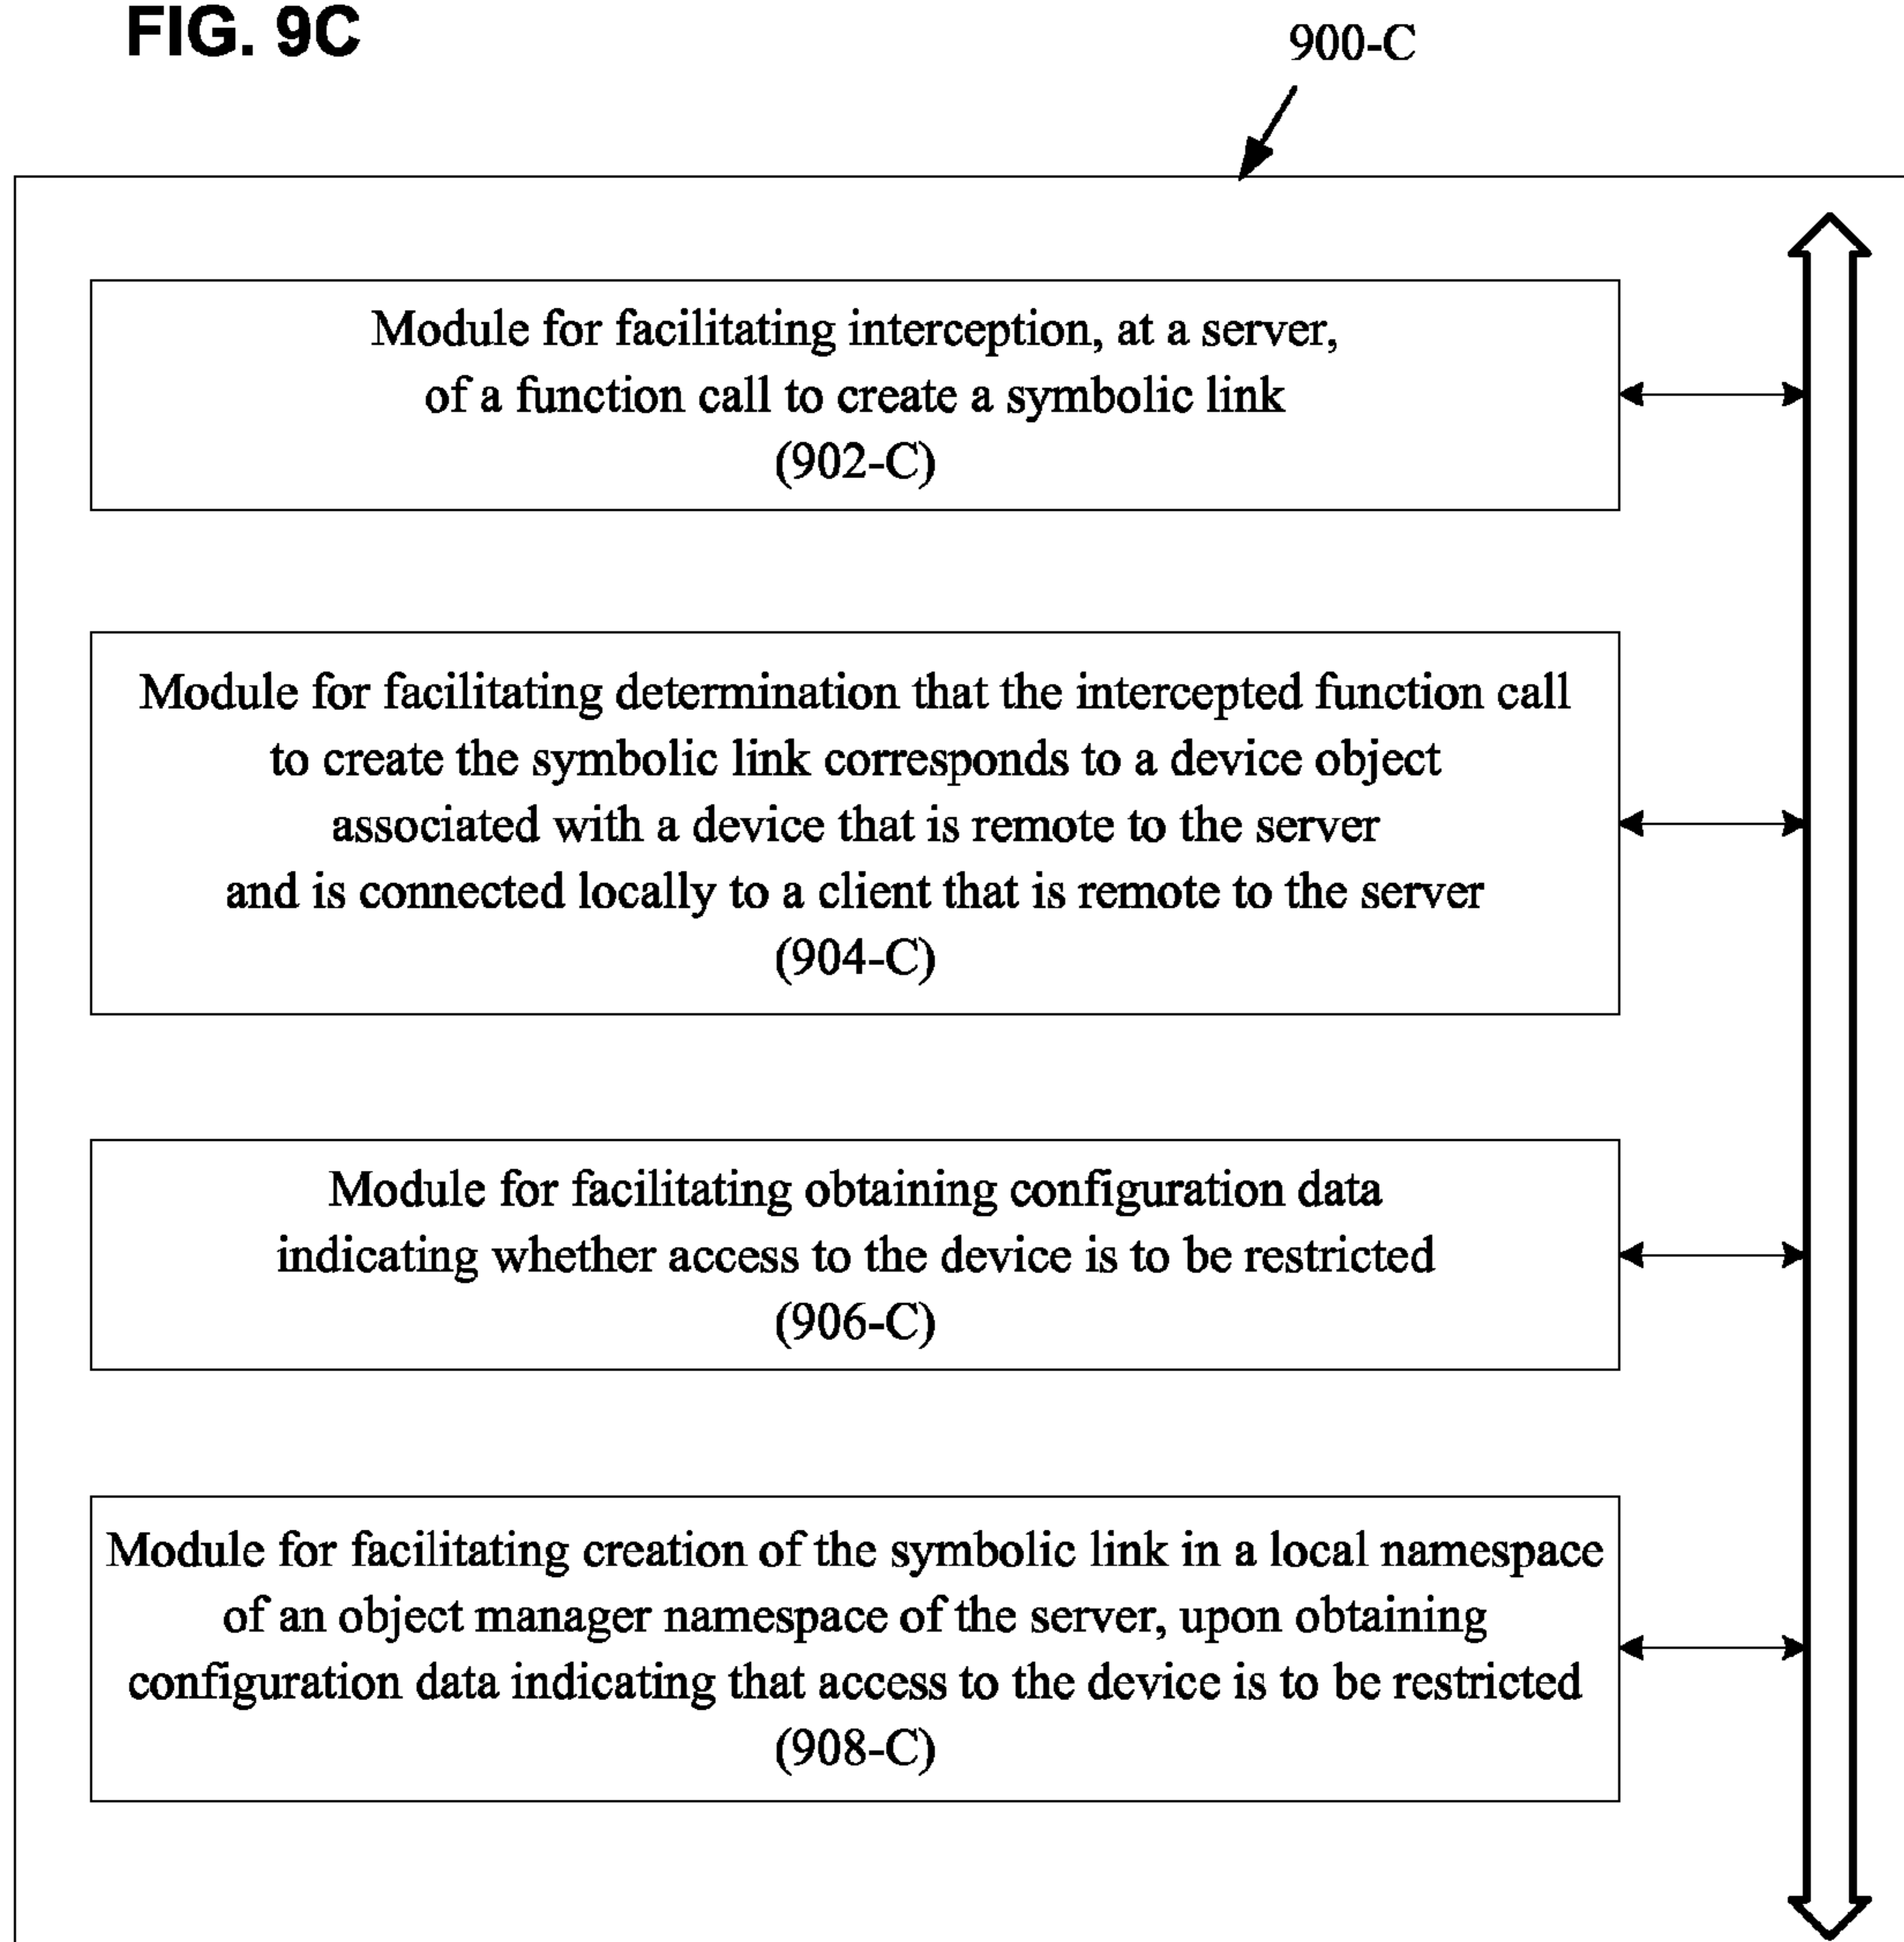 FIG. 9C
900-C
Module for facilitating interception, at a server,
of a function call to create a symbolic link
(902-C)
Module for facilitating determination that the intercepted function call
to create the symbolic link corresponds to a device object
associated with a device that is remote to the server
and is connected locally to a client that is remote to the server
(904-C)
Module for facilitating obtaining configuration data
indicating whether access to the device is to be restricted
(906-C)
Module for facilitating creation of the symbolic link in a local namespace
of an object manager namespace of the server, upon obtaining
configuration data indicating that access to the device is to be restricted
(908-C)